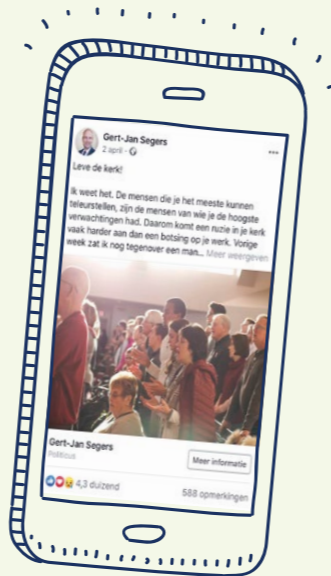 Gert-Jan Segers
2 april
Leve de kerk!
Ik weet het. De mensen die je het meeste kunnen
teleurstellen, zijn de mensen van wie je de hoogste
verwachtingen had. Daarom komt een ruzie in je kerk
vaak harder aan dan een botsing op je werk. Vorige
week zat ik nog tegenover een man... Meer weergeven
Gert-Jan Segers
Politicus
Meer informatie
4,3 duizend
588 opmerkingen